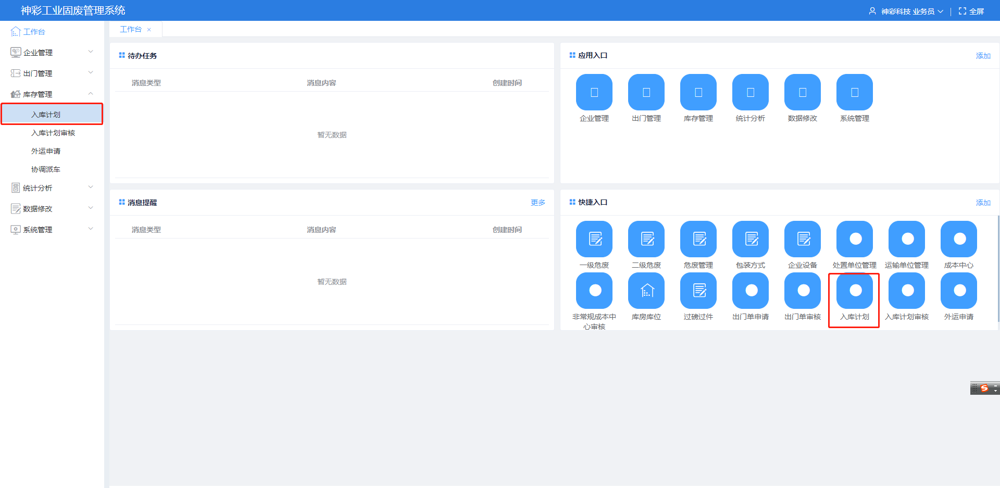 神彩工业固废管理系统
神彩科技 业务员
全屏
工作台
企业管理
出门管理
库存管理
入库计划
入库计划审核
外运申请
协调派车
统计分析
数据修改
系统管理
工作台 ×
待办任务
消息类型 消息内容 创建时间
暂无数据
应用入口 添加
企业管理 出门管理 库存管理 统计分析 数据修改 系统管理
消息提醒 更多
消息类型 消息内容 创建时间
暂无数据
快捷入口 添加
一级危废 二级危废 危废管理 包装方式 企业设备 处置单位管理 运输单位管理 成本中心
非常规成本中 库房库位 过磅过件 出门单申请 出门单审核 入库计划 入库计划审核 外运申请
心审核
S